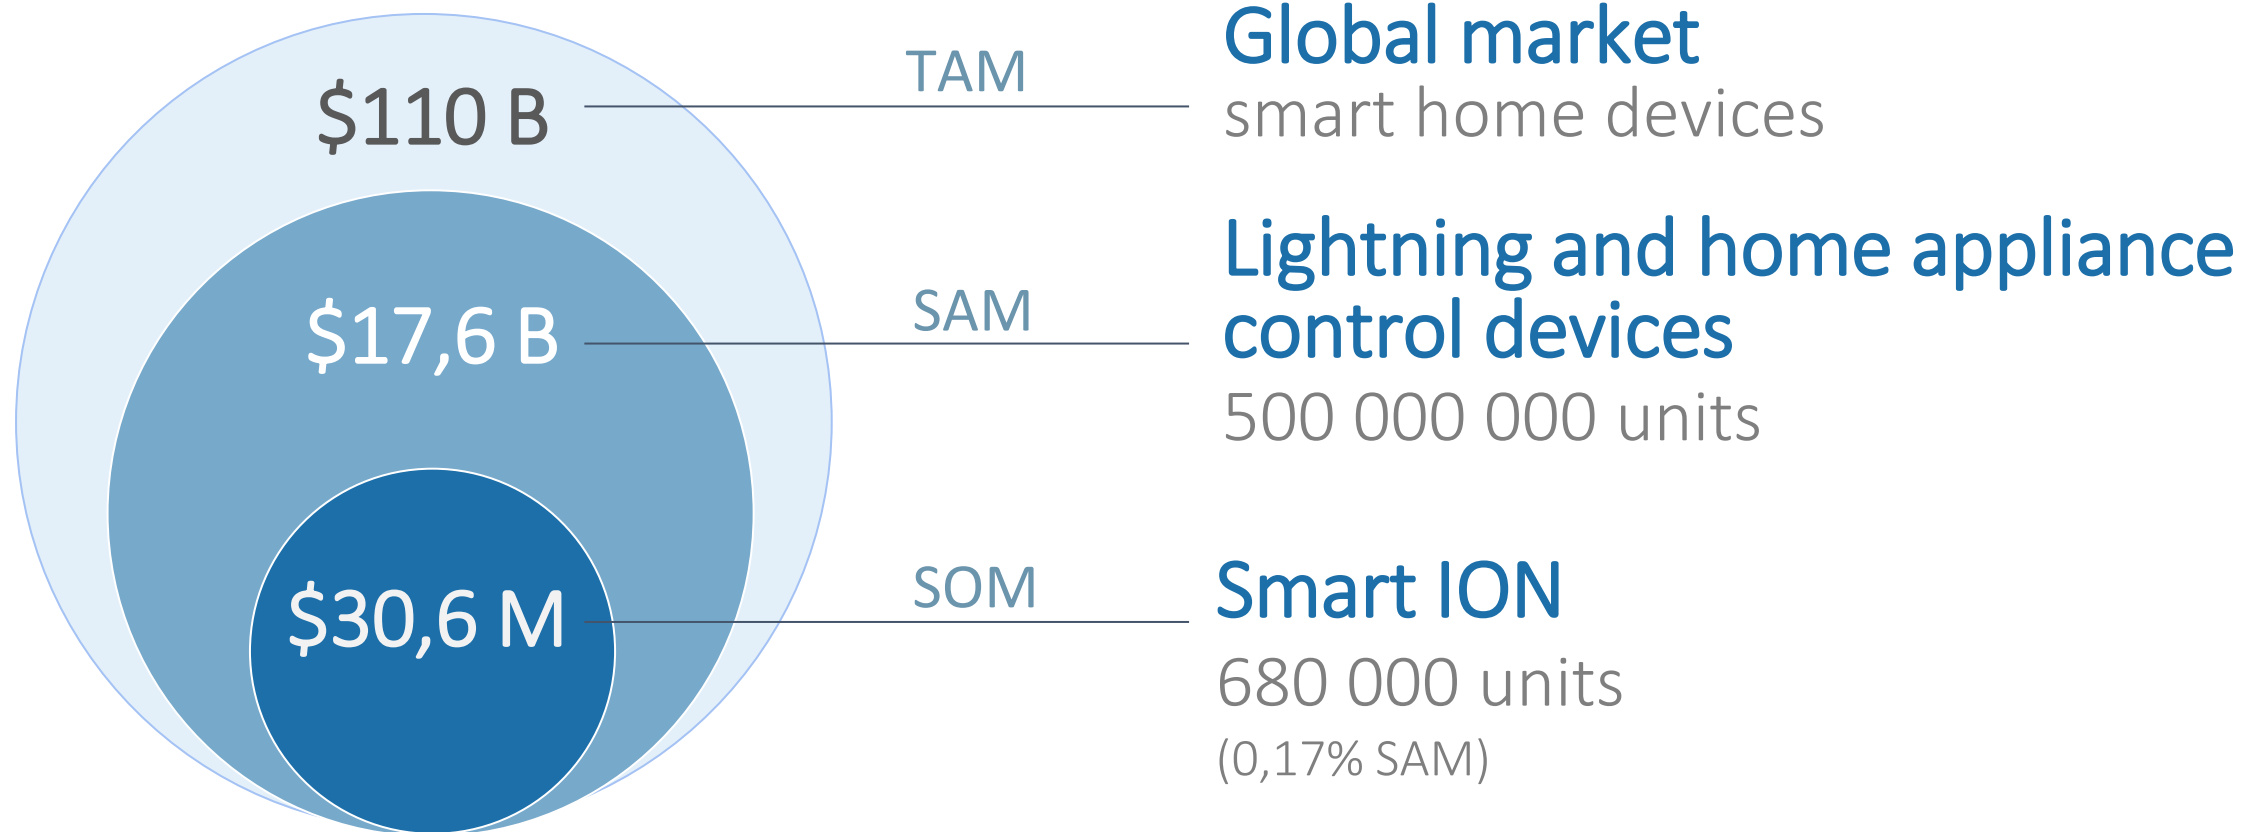 $110 B
TAM
Global market
smart home devices
$17,6 B
SAM
Lightning and home appliance
control devices
500 000 000 units
$30,6 M
SOM
Smart ION
680 000 units
(0,17% SAM)